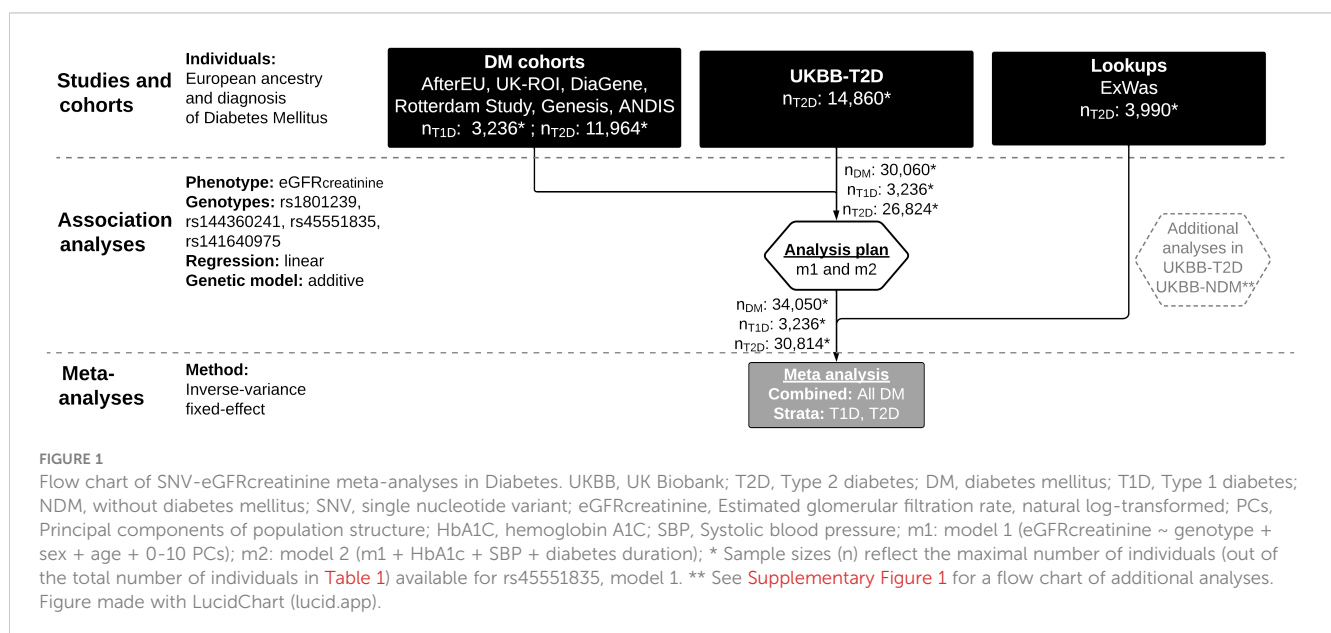 Studies and
cohorts
Individuals:
European ancestry
and diagnosis
of Diabetes Mellitus
DM cohorts
AfterEU, UK-ROI, DiaGene,
Rotterdam Study, Genesis, ANDIS
nT1D: 3,236* ; nT2D: 11,964*
UKBB-T2D
nT2D: 14,860*
Lookups
ExWas
nT2D: 3,990*
Association
analyses
Phenotype: eGFRcreatinine
Genotypes: rs1801239,
rs144360241, rs45551835,
rs141640975
Regression: linear
Genetic model: additive
nDM: 30,060*
nT1D: 3,236*
nT2D: 26,824*
Analysis plan
m1 and m2
Additional
analyses in
UKBB-T2D
UKBB-NDM**
nDM: 34,050*
nT1D: 3,236*
nT2D: 30,814*
Meta-
analyses
Method:
Inverse-variance
fixed-effect
Meta analysis
Combined: All DM
Strata: T1D, T2D
FIGURE 1
Flow chart of SNV-eGFRcreatinine meta-analyses in Diabetes. UKBB, UK Biobank; T2D, Type 2 diabetes; DM, diabetes mellitus; T1D, Type 1 diabetes;
NDM, without diabetes mellitus; SNV, single nucleotide variant; eGFRcreatinine, Estimated glomerular filtration rate, natural log-transformed; PCs,
Principal components of population structure; HbA1C, hemoglobin A1C; SBP, Systolic blood pressure; m1: model 1 (eGFRcreatinine ~ genotype +
sex + age + 0-10 PCs); m2: model 2 (m1 + HbA1c + SBP + diabetes duration); * Sample sizes (n) reflect the maximal number of individuals (out of
the total number of individuals in Table 1) available for rs45551835, model 1. ** See Supplementary Figure 1 for a flow chart of additional analyses.
Figure made with LucidChart (lucid.app).